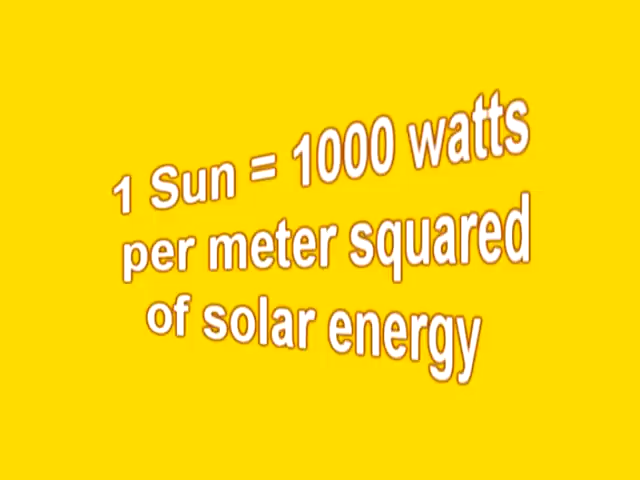 1 Sun = 1000 watts
per meter squared
of solar energy